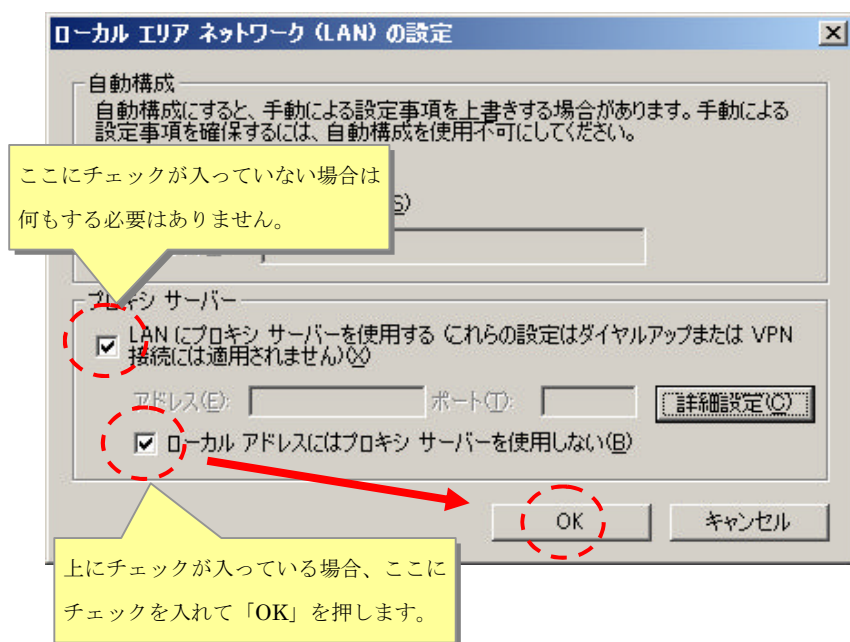 ローカル エリア ネットワーク (LAN) の設定
自動構成
自動構成にすると、手動による設定事項を上書きする場合があります。手動による
設定事項を確保するには、自動構成を使用不可にしてください。
ここにチェックが入っていない場合は
何もする必要はありません。
S)
プロキシ サーバー
LAN にプロキシ サーバーを使用する (これらの設定はダイヤルアップまたは VPN
接続には適用されません)(X)
アドレス(E):
ポート(T):
詳細設定(C)
ローカル アドレスにはプロキシ サーバーを使用しない(B)
OK
キャンセル
上にチェックが入っている場合、ここに
チェックを入れて「OK」を押します。